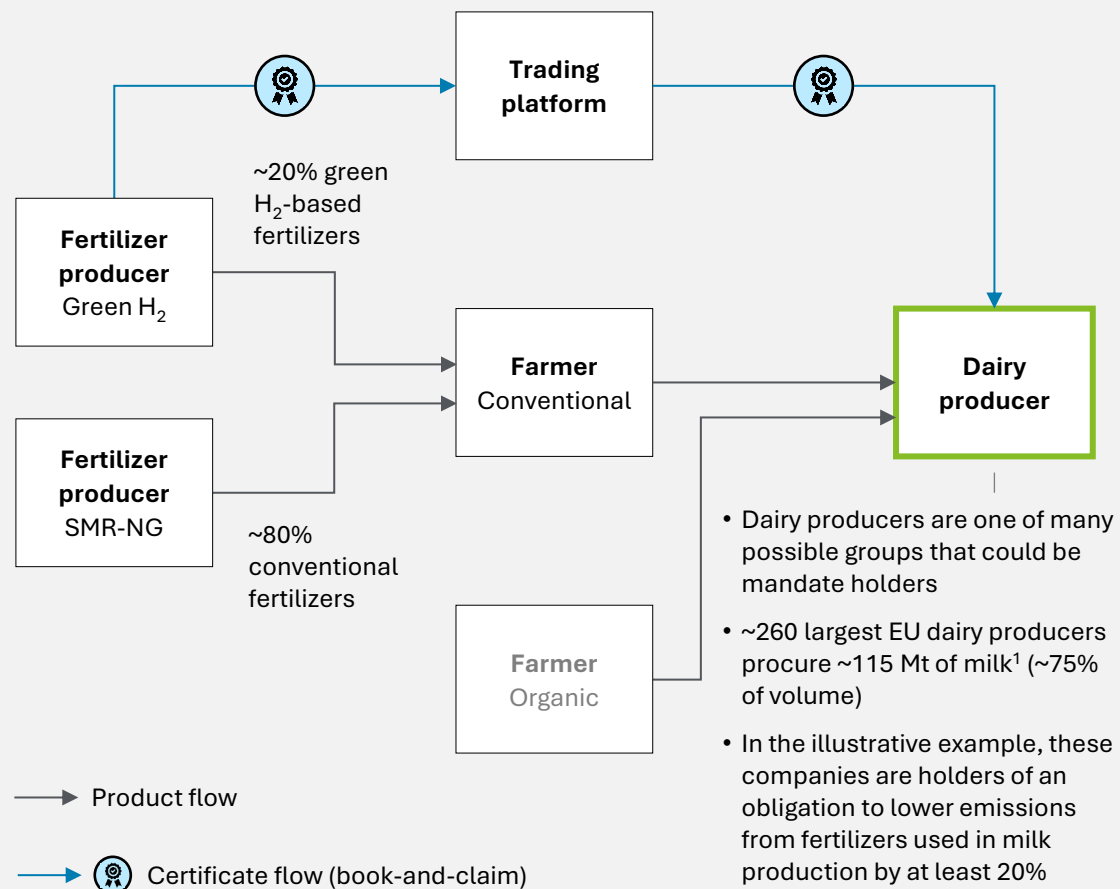 Trading
platform
~20% green
H₂-based
fertilizers
Fertilizer
producer
Green H₂
Farmer
Conventional
Dairy
producer
Fertilizer
producer
SMR-NG
~80%
conventional
fertilizers
Farmer
Organic
• Dairy producers are one of many
possible groups that could be
mandate holders
• ~260 largest EU dairy producers
procure ~115 Mt of milk¹ (~75%
of volume)
• In the illustrative example, these
companies are holders of an
obligation to lower emissions
from fertilizers used in milk
production by at least 20%
Product flow
Certificate flow (book-and-claim)